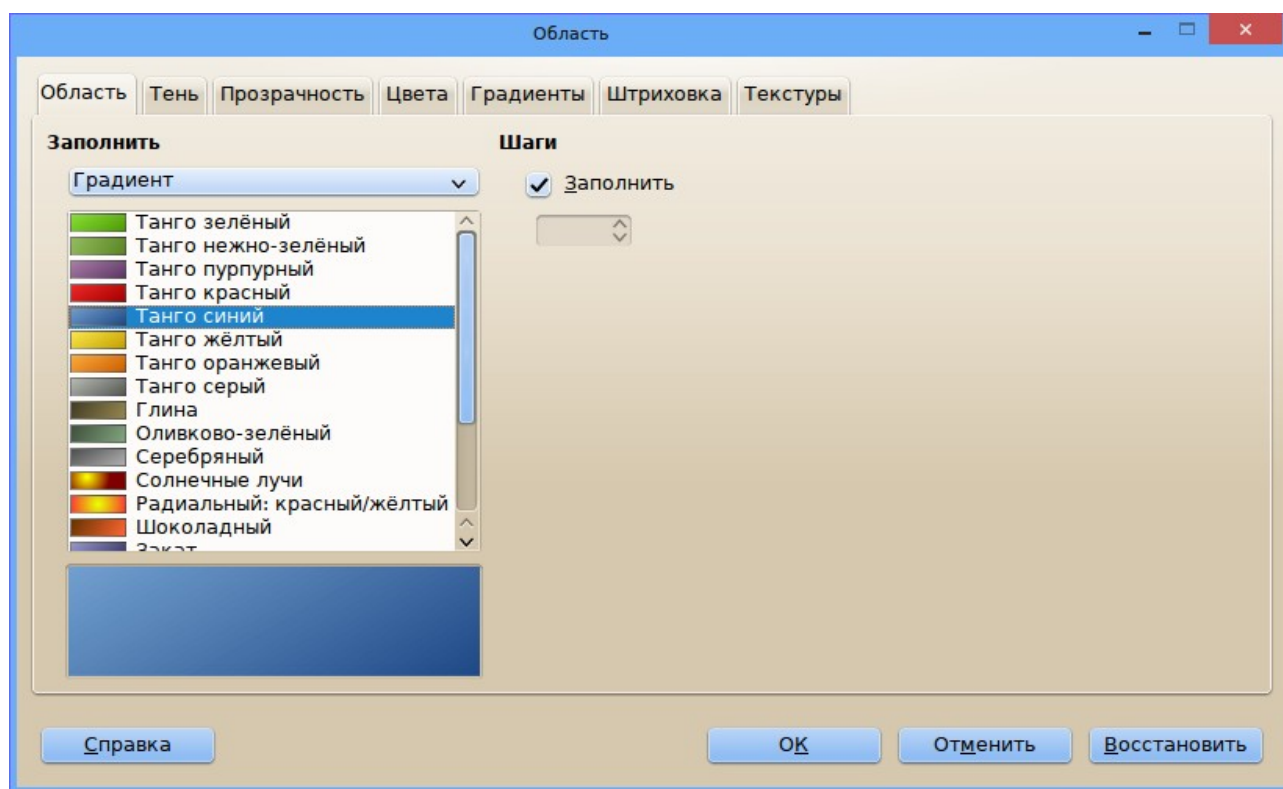 Область
Область Тень Прозрачность Цвета Градиенты Штриховка Текстуры
Заполнить
Градиент
Танго зелёный
Танго нежно-зелёный
Танго пурпурный
Танго красный
Танго синий
Танго жёлтый
Танго оранжевый
Танго серый
Глина
Оливково-зелёный
Серебряный
Солнечные лучи
Радиальный: красный/жёлтый
Шоколадный
Закат
Шаги
Заполнить
Справка
ОК
Отменить
Восстановить